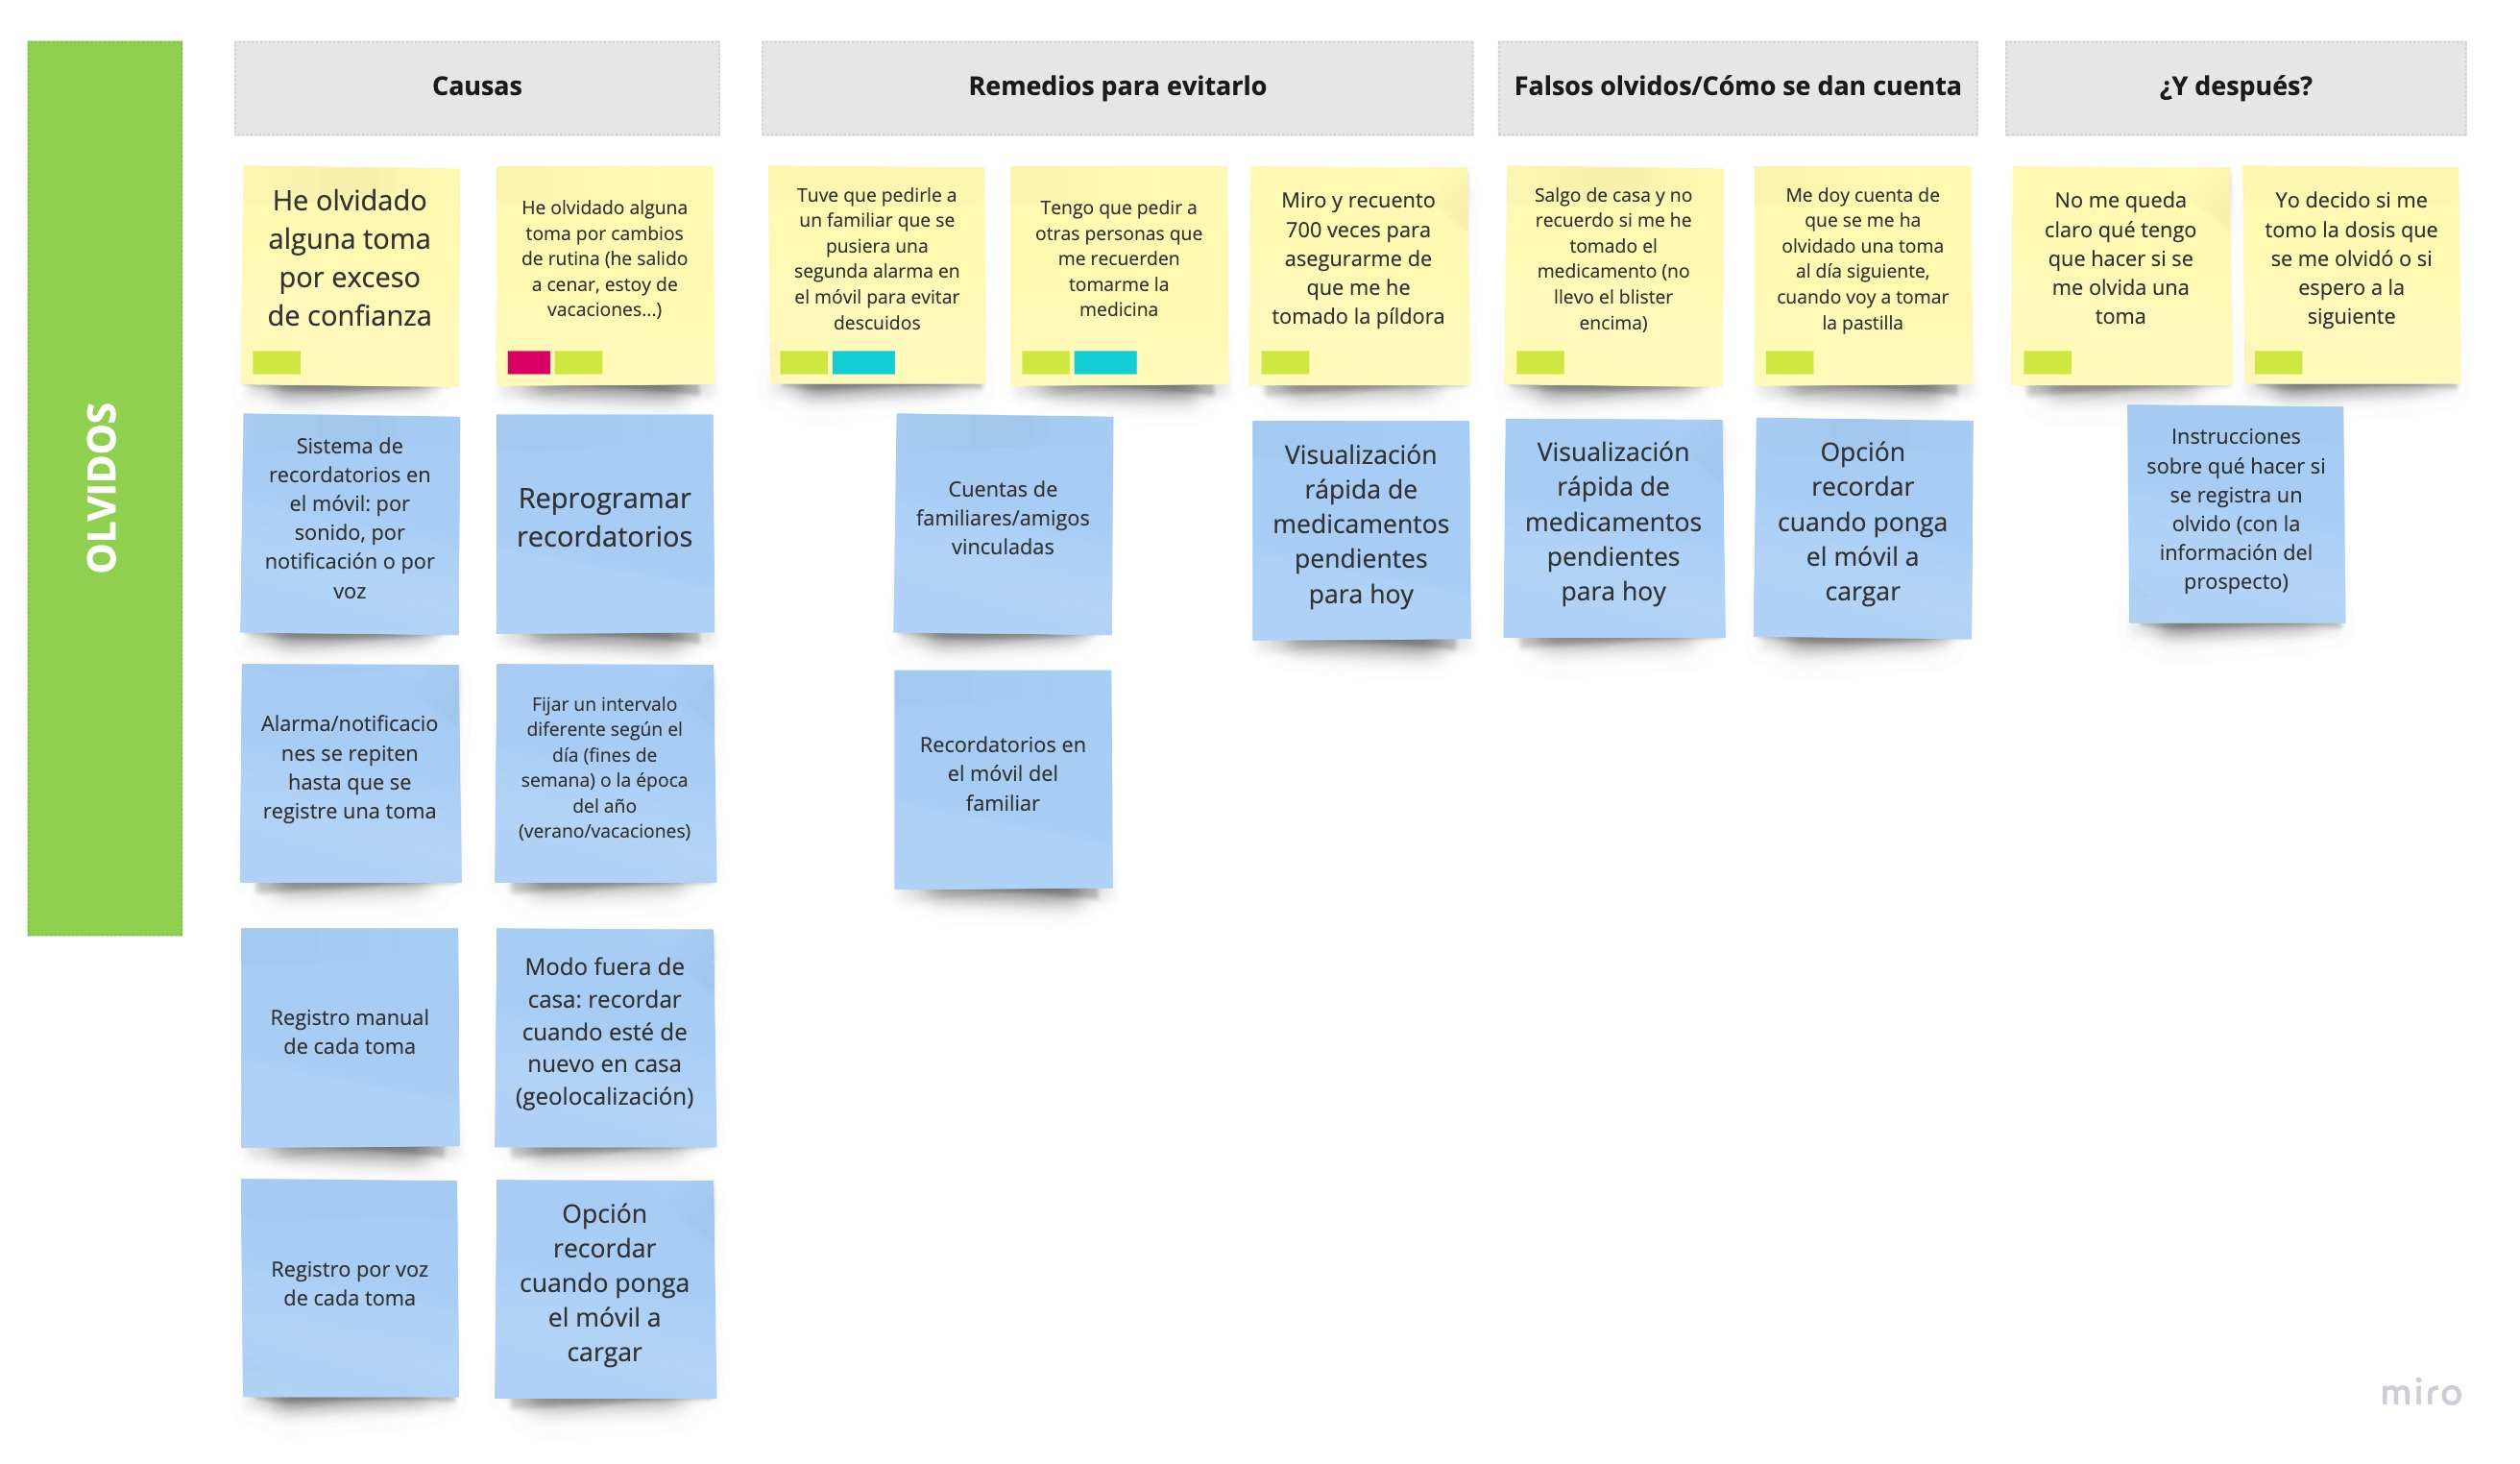 OLVIDOS
Causas
Remedios para evitarlo
Falsos olvidos/Cómo se dan cuenta
¿Y después?
He olvidado
alguna toma
por exceso
de confianza
He olvidado alguna
toma por cambios
de rutina (he salido
a cenar, estoy de
vacaciones...)
Tuve que pedirle a
un familiar que se
pusiera una
segunda alarma en
el móvil para evitar
descuidos
Tengo que pedir a
otras personas que
me recuerden
tomarme la
medicina
Miro y recuento
700 veces para
asegurarme de
que me he
tomado la píldora
Salgo de casa y no
recuerdo si me he
tomado el
medicamento (no
llevo el blister
encima)
Me doy cuenta de
que se me ha
olvidado una toma
al día siguiente,
cuando voy a tomar
la pastilla
No me queda
claro qué tengo
que hacer si se
me olvida una
toma
Yo decido si me
tomo la dosis que
se me olvidó o si
espero a la
siguiente
Sistema de
recordatorios en
el móvil: por
sonido, por
notificación o por
voz
Reprogramar
recordatorios
Cuentas de
familiares/amigos
vinculadas
Visualización
rápida de
medicamentos
pendientes
para hoy
Visualización
rápida de
medicamentos
pendientes
para hoy
Opción
recordar
cuando ponga
el móvil a
cargar
Instrucciones
sobre qué hacer si
se registra un
olvido (con la
información del
prospecto)
Alarma/notificacio
nes se repiten
hasta que se
registre una toma
Fijar un intervalo
diferente según el
día (fines de
semana) o la época
del año
(verano/vacaciones)
Recordatorios en
el móvil del
familiar
Registro manual
de cada toma
Modo fuera de
casa: recordar
cuando esté de
nuevo en casa
(geolocalización)
Registro por voz
de cada toma
Opción
recordar
cuando ponga
el móvil a
cargar
miro